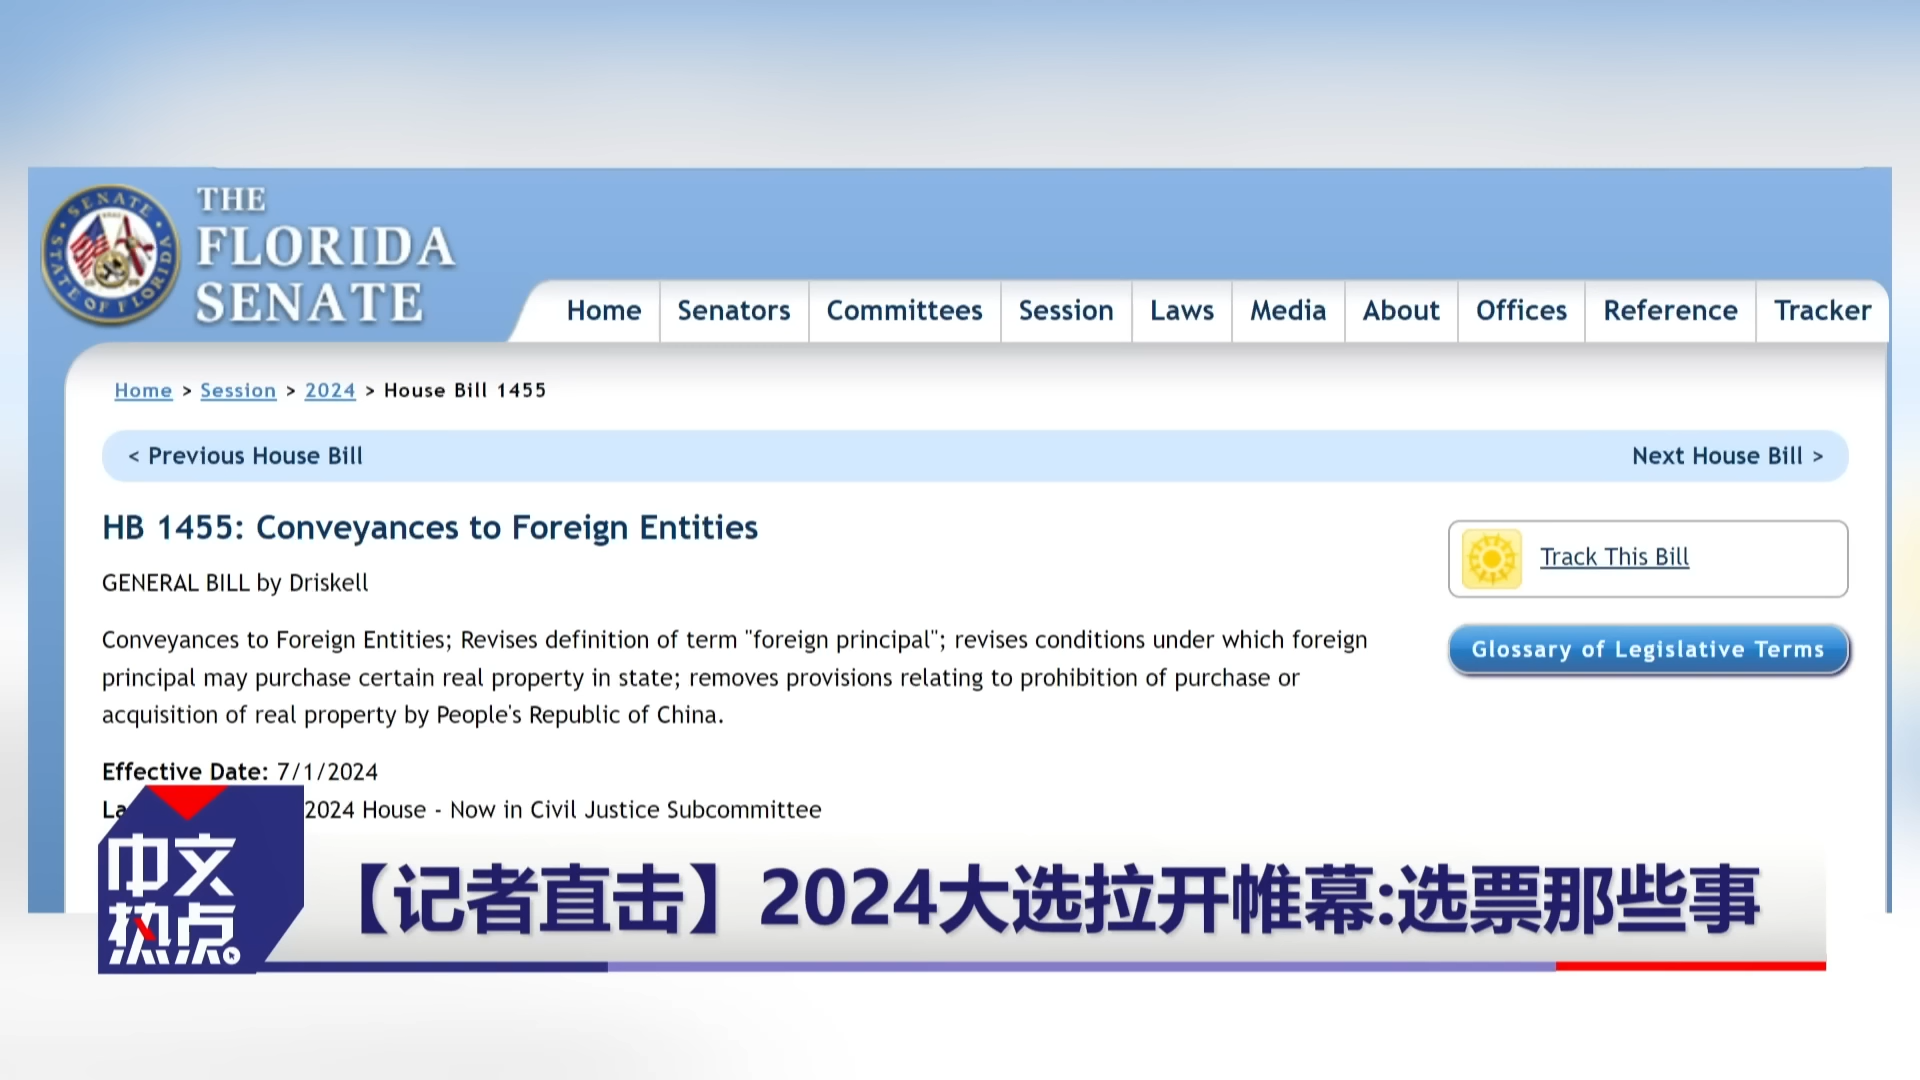 SENATE
STATE OF FLORIDA
THE
FLORIDA
SENATE
Home Senators Committees Session Laws Media About Offices Reference Tracker
Home > Session > 2024 > House Bill 1455
< Previous House Bill
Next House Bill >
HB 1455: Conveyances to Foreign Entities
Track This Bill
GENERAL BILL by Driskell
Glossary of Legislative Terms
Conveyances to Foreign Entities; Revises definition of term "foreign principal"; revises conditions under which foreign
principal may purchase certain real property in state; removes provisions relating to prohibition of purchase or
acquisition of real property by People's Republic of China.
Effective Date: 7/1/2024
2024 House - Now in Civil Justice Subcommittee
中文
热点
【记者直击】2024大选拉开帷幕:选票那些事